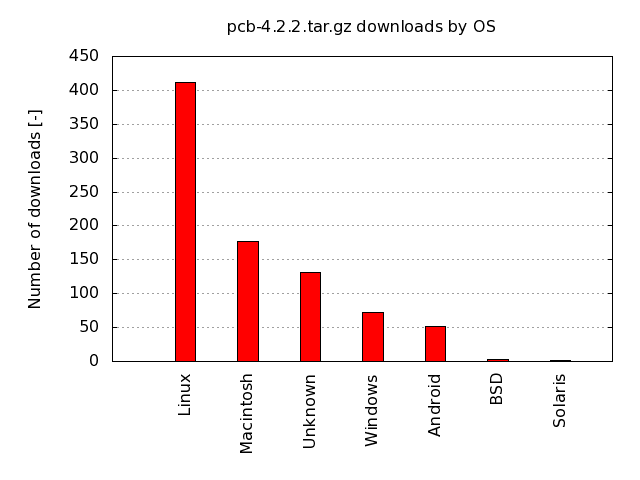 pcb-4.2.2.tar.gz downloads by OS
Number of downloads [-]
450
400
350
300
250
200
150
100
50
0
Linux
Macintosh
Unknown
Windows
Android
BSD
Solaris